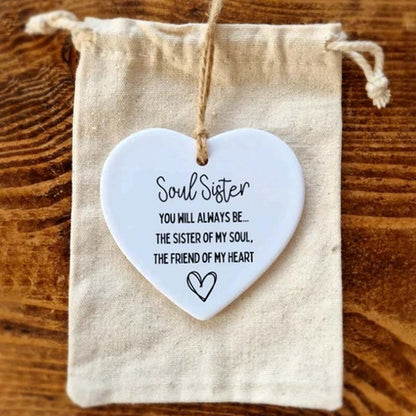 Soul Sister
YOU WILL ALWAYS BE...
THE SISTER OF MY SOUL,
THE FRIEND OF MY HEART